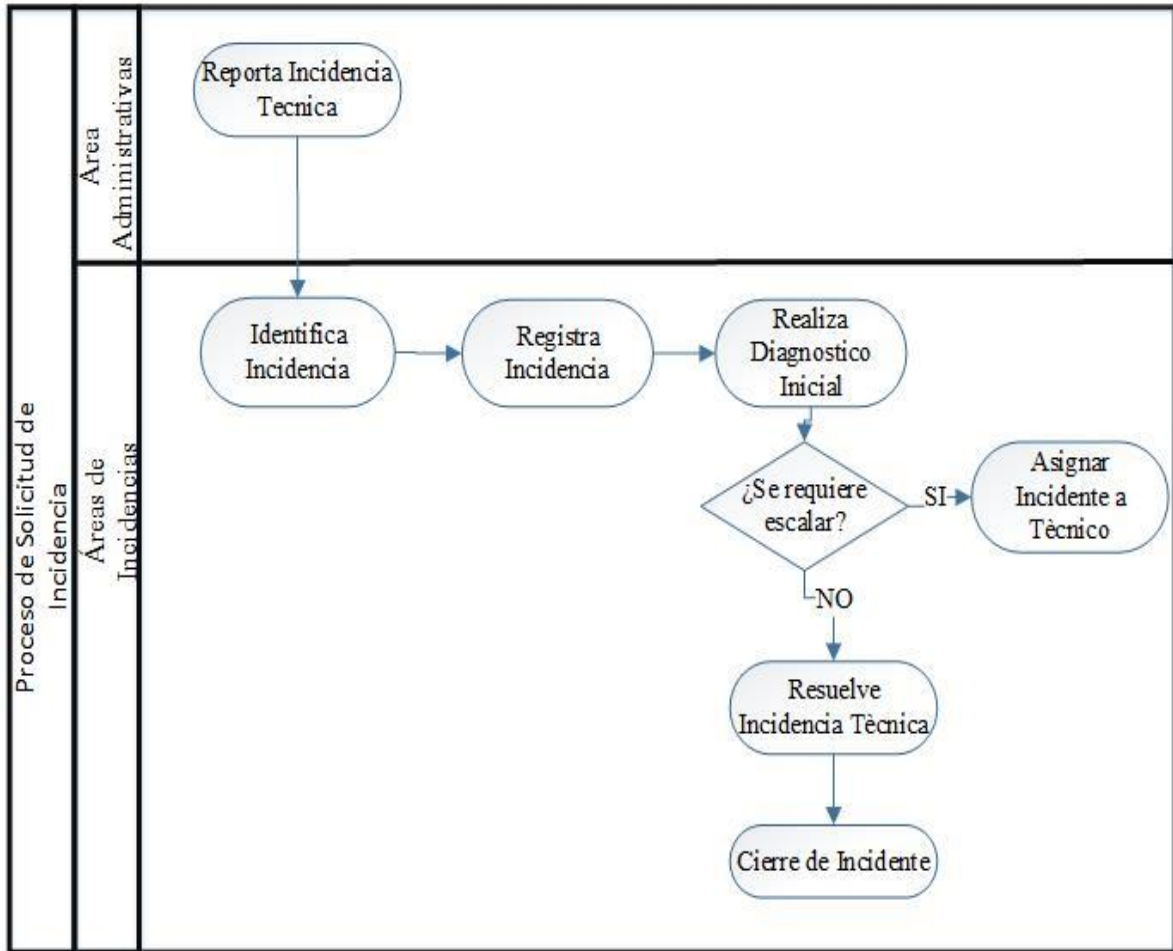 Proceso de Solicitud de
Incidencia
Area
Administrativas
Reporta Incidencia
Tecnica
Áreas de
Incidencias
Identifica
Incidencia
Registra
Incidencia
Realiza
Diagnostico
Inicial
¿Se requiere
escalar?
SI
Asignar
Incidente a
Tècnico
NO
Resuelve
Incidencia Tècnica
Cierre de Incidente